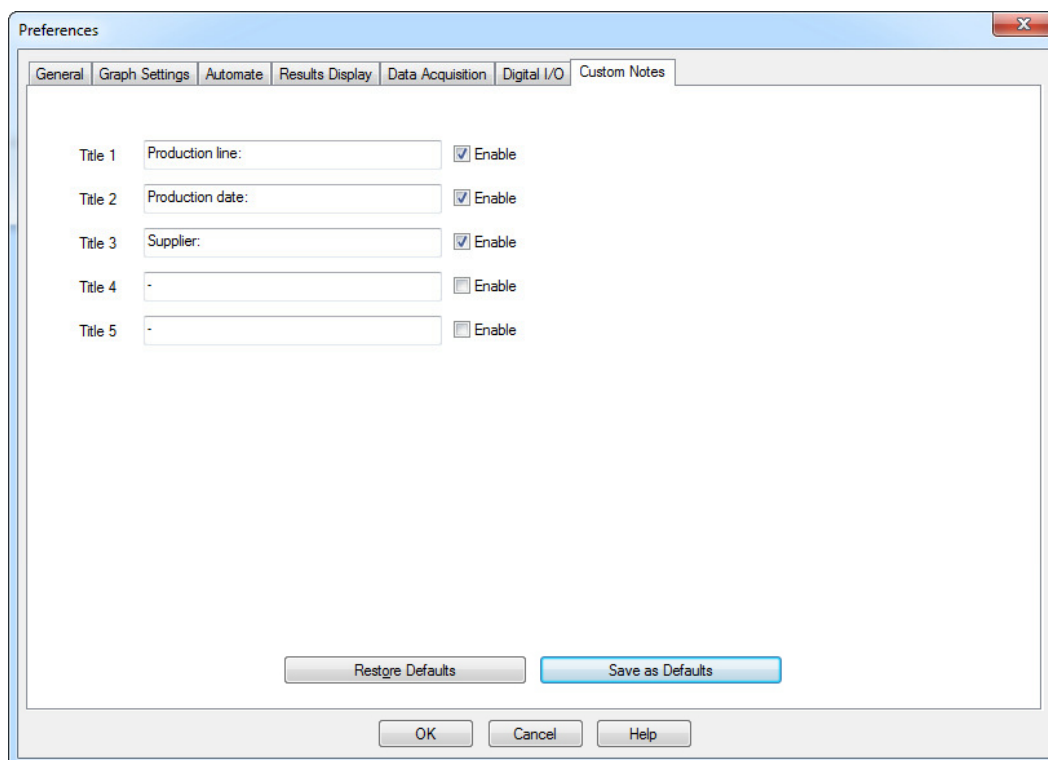 Preferences
General Graph Settings Automate Results Display Data Acquisition Digital I/O Custom Notes
Title 1 Production line: Enable
Title 2 Production date: Enable
Title 3 Supplier: Enable
Title 4 - Enable
Title 5 - Enable
Restore Defaults Save as Defaults
OK Cancel Help